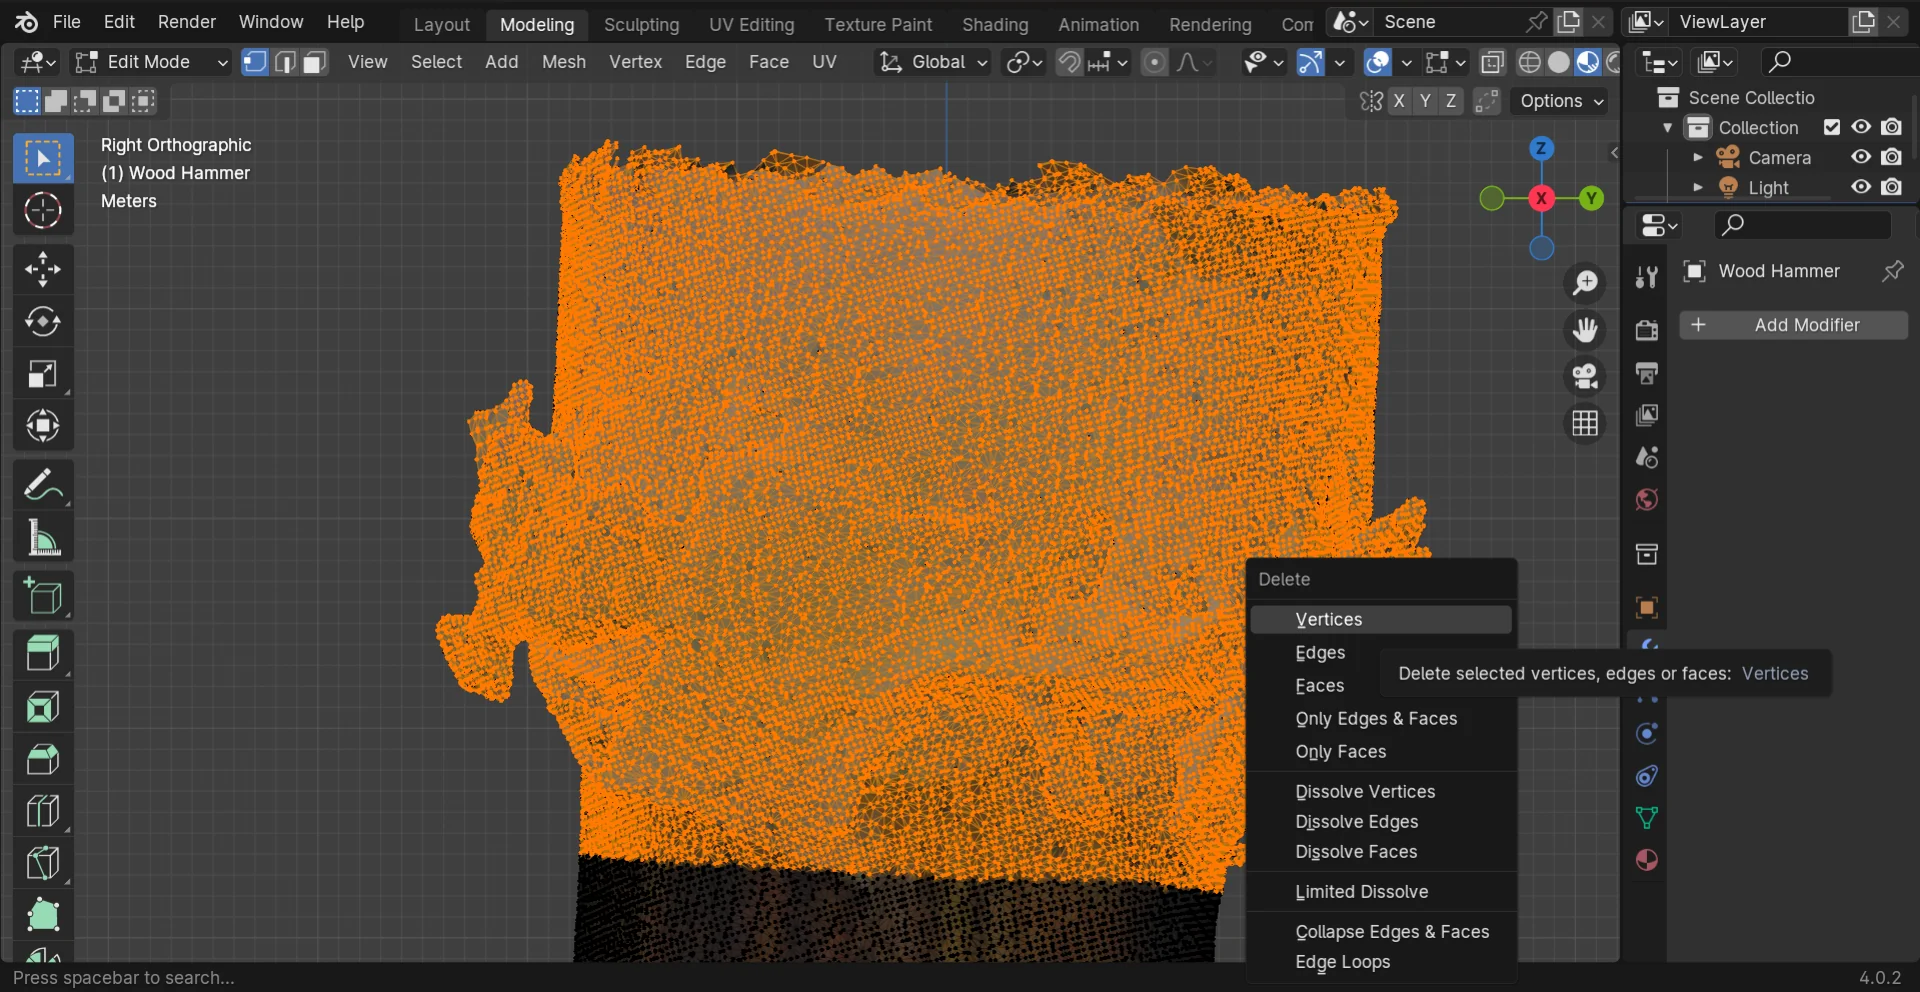 File Edit Render Window Help Layout Modeling Sculpting UV Editing Texture Paint Shading Animation Rendering Com Scene ViewLayer
Edit Mode View Select Add Mesh Vertex Edge Face UV Global
X Y Z Options
Right Orthographic
(1) Wood Hammer
Meters
Z
X
Y
Scene Collectio
Collection
Camera
Light
Wood Hammer
Add Modifier
Delete
Vertices
Edges
Faces
Only Edges & Faces
Only Faces
Dissolve Vertices
Dissolve Edges
Dissolve Faces
Limited Dissolve
Collapse Edges & Faces
Edge Loops
Delete selected vertices, edges or faces: Vertices
Press spacebar to search...
4.0.2